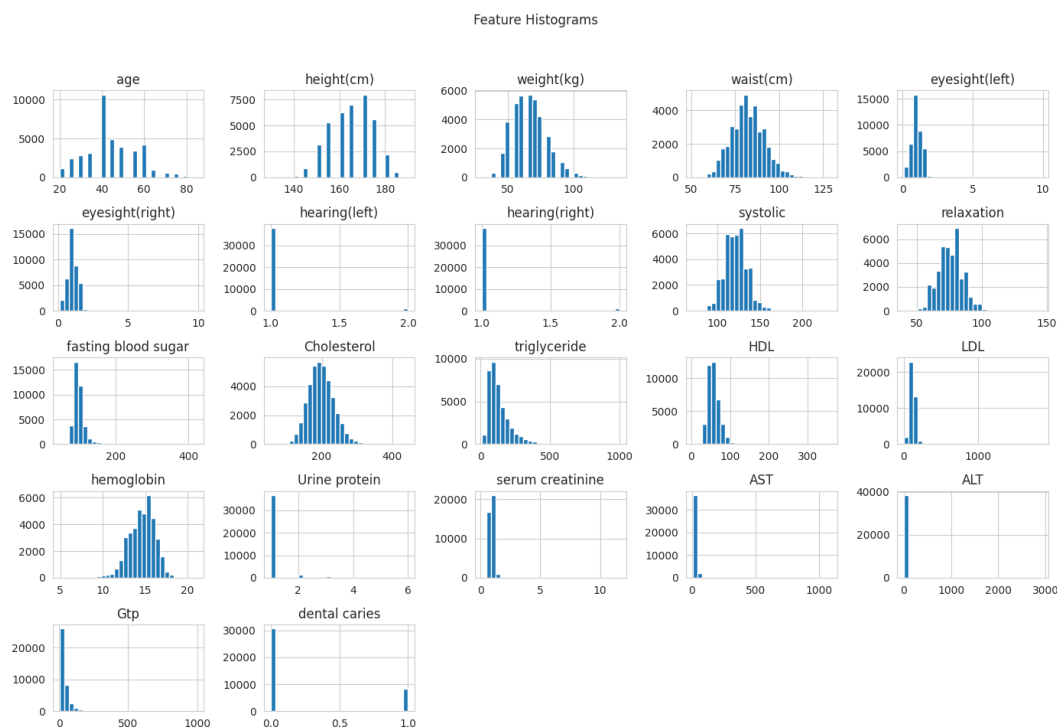 Feature Histograms
age height(cm) weight(kg) waist(cm) eyesight(left)
10000 5000 0 7500 5000 2500 0 6000 4000 2000 0 4000 2000 0 15000 10000 5000 0
20 40 60 80 140 160 180 50 100 50 75 100 125 0 5 10
eyesight(right) hearing(left) hearing(right) systolic relaxation
15000 10000 5000 0 30000 20000 10000 0 30000 20000 10000 0 6000 4000 2000 0 6000 4000 2000 0
0 5 10 1.0 1.5 2.0 1.0 1.5 2.0 100 150 200 50 100 150
fasting blood sugar Cholesterol triglyceride HDL LDL
15000 10000 5000 0 4000 2000 0 10000 5000 0 10000 5000 0 20000 10000 0
200 400 200 400 0 500 1000 0 100 200 300 0 1000
hemoglobin Urine protein serum creatinine AST ALT
6000 4000 2000 0 30000 20000 10000 0 20000 10000 0 30000 20000 10000 0 40000 20000 0
5 10 15 20 2 4 6 0 5 10 0 500 1000 0 1000 2000 3000
Gtp dental caries
20000 10000 0 30000 20000 10000 0
0 500 1000 0.0 0.5 1.0